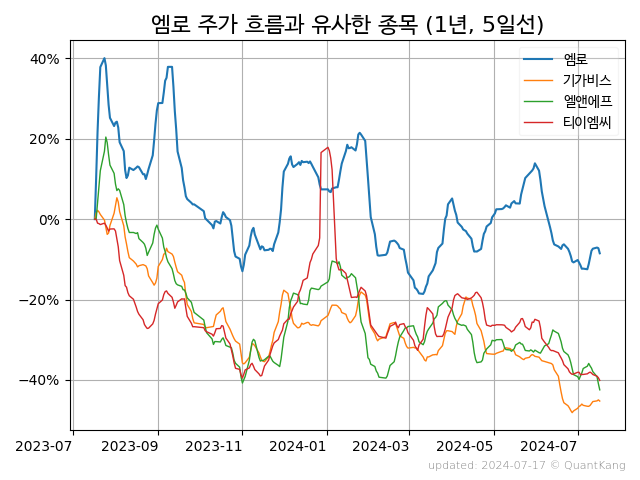 엠로 주가 흐름과 유사한 종목 (1년, 5일선)
엠로
기가비스
엘앤에프
티이엠씨
40%
20%
0%
−20%
−40%
2023-07 2023-09 2023-11 2024-01 2024-03 2024-05 2024-07
updated: 2024-07-17 © QuantKang